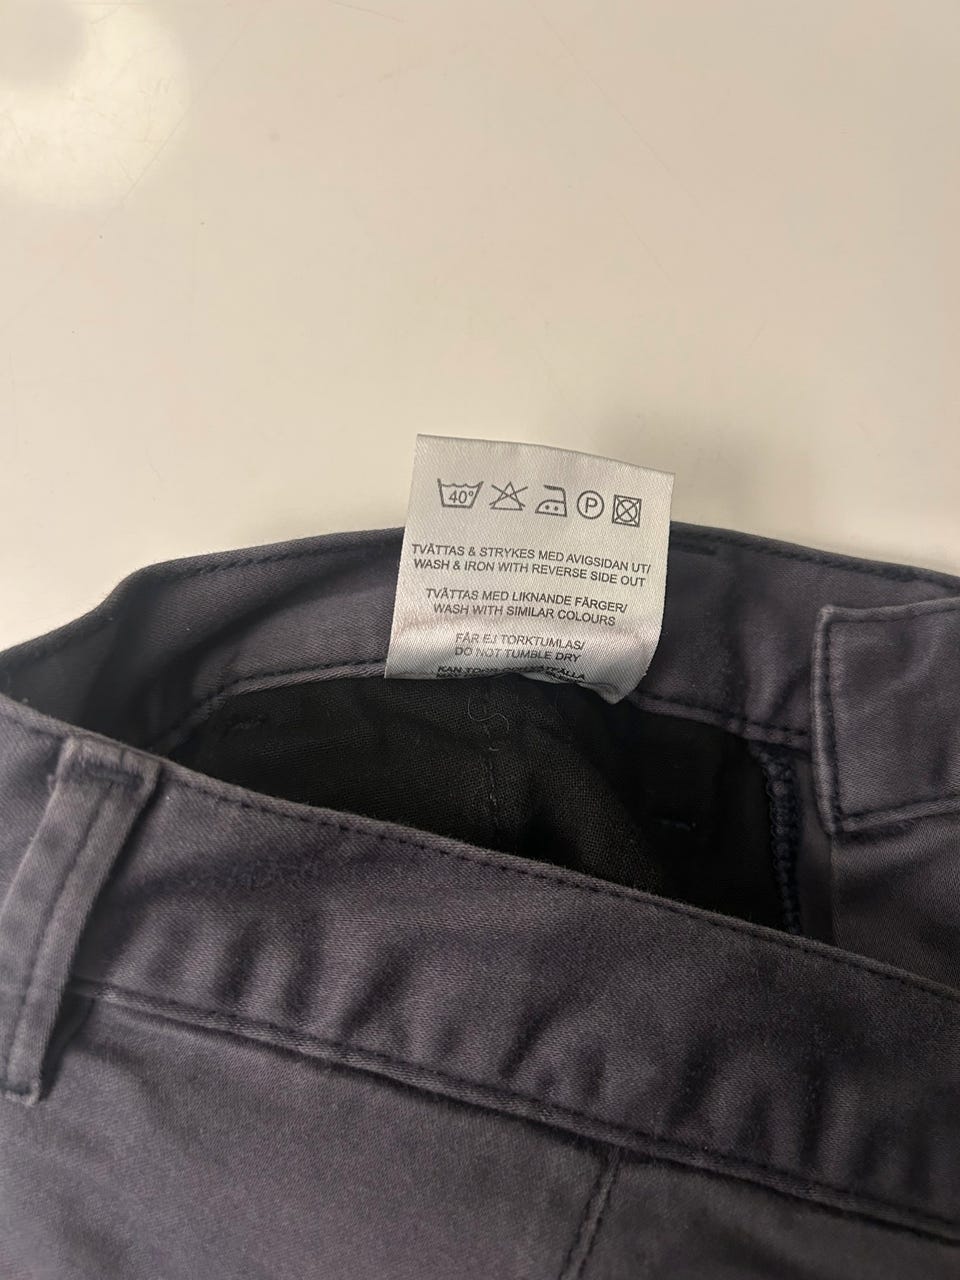 40°
P
TVÄTTAS & STRYKES MED AVIGSIDAN UT/
WASH & IRON WITH REVERSE SIDE OUT
TVÄTTAS MED LIKNANDE FÄRGER/
WASH WITH SIMILAR COLOURS
FÅR EJ TORKTUMLAS/
DO NOT TUMBLE DRY
KAN